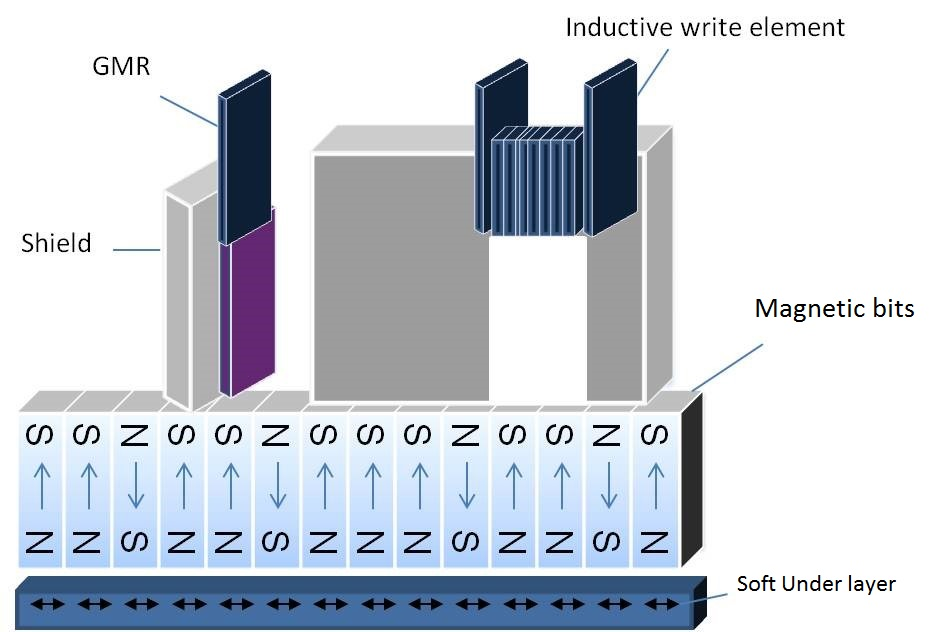 Inductive write element
GMR
Shield
Magnetic bits
S S N S S N S S S N S S N S
N N S N N S N N N S N N S N
Soft Under layer